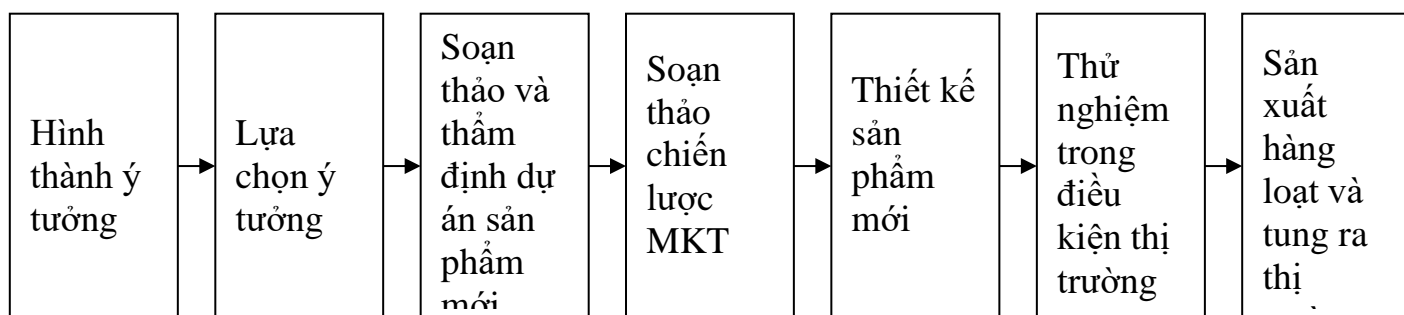 Hình
thành ý
tưởng
Lựa
chọn ý
tưởng
Soạn
thảo và
thẩm
định dự
án sản
phẩm
mới
Soạn
thảo
chiến
lược
MKT
Thiết kế
sản
phẩm
mới
Thử
nghiệm
trong
điều
kiện thị
trường
Sản
xuất
hàng
loạt và
tung ra
thị